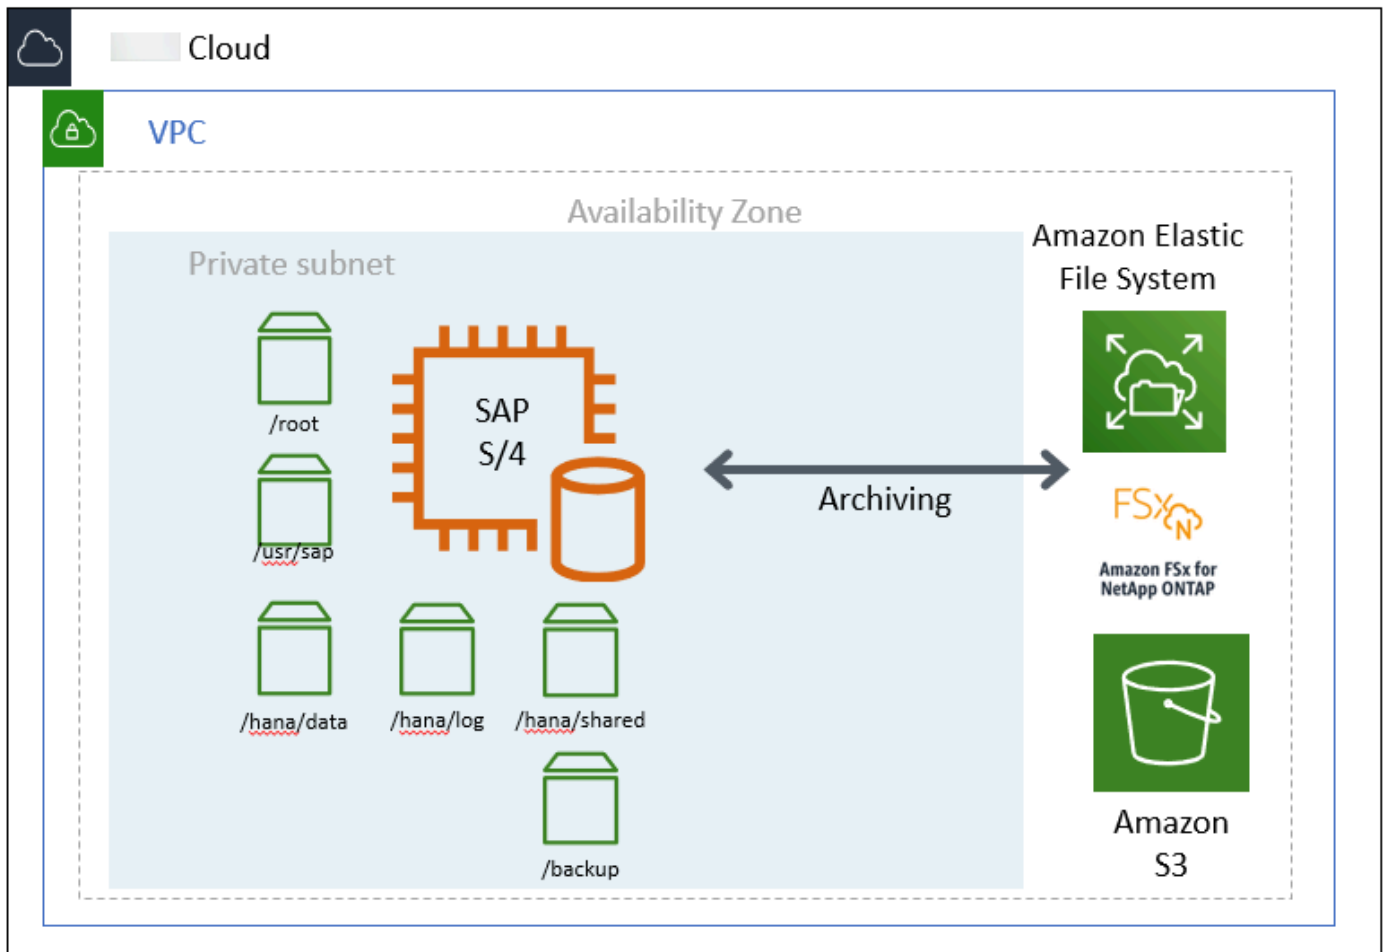 Cloud
VPC
Availability Zone
Private subnet
Amazon Elastic
File System
/root
SAP
S/4
/usr/sap
Archiving
FSx
N
Amazon FSx for
NetApp ONTAP
/hana/data
/hana/log
/hana/shared
/backup
Amazon
S3